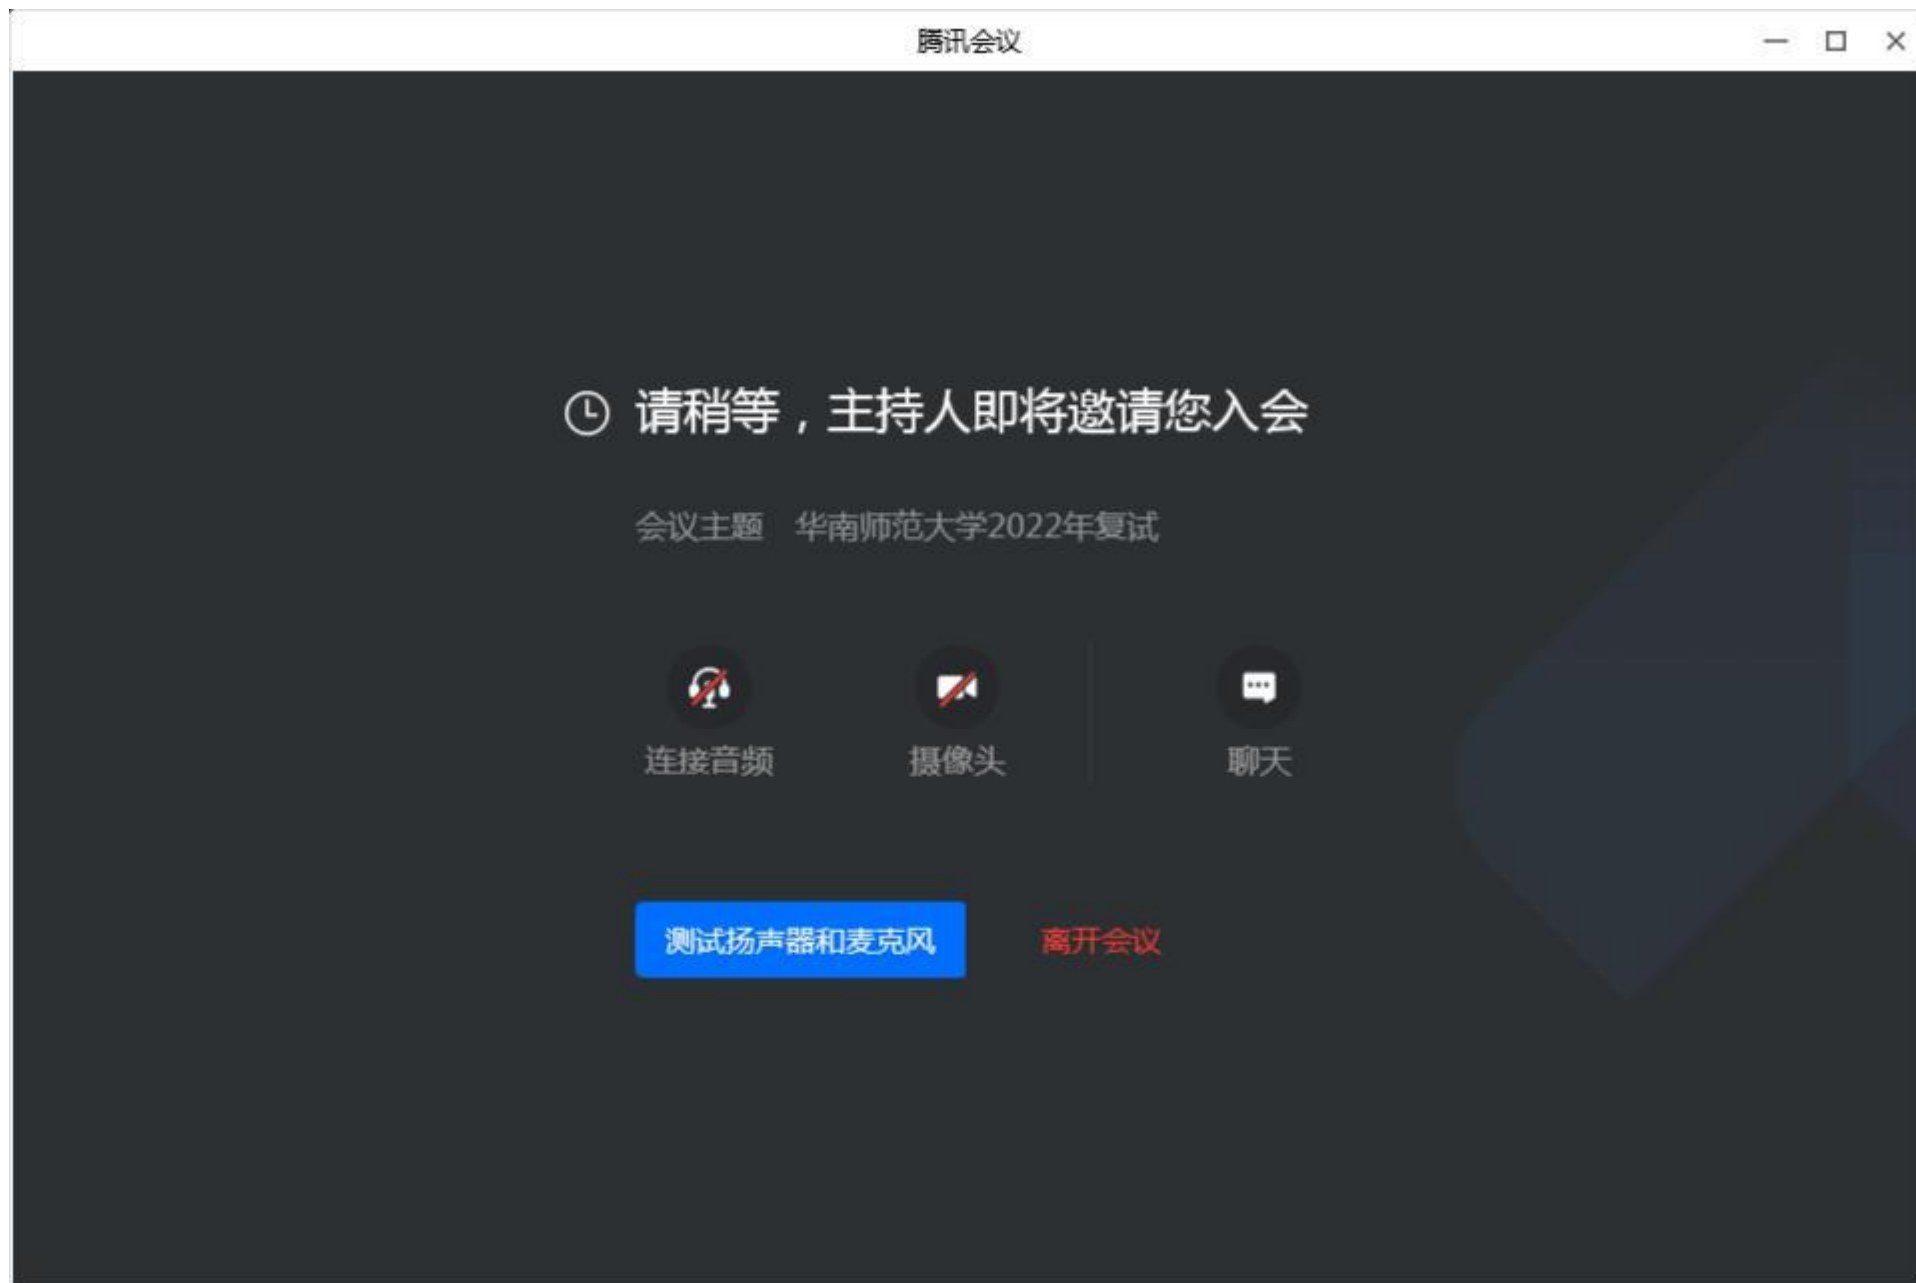 腾讯会议
请稍等，主持人即将邀请您入会
会议主题 华南师范大学2022年复试
连接音频 摄像头 聊天
测试扬声器和麦克风 离开会议